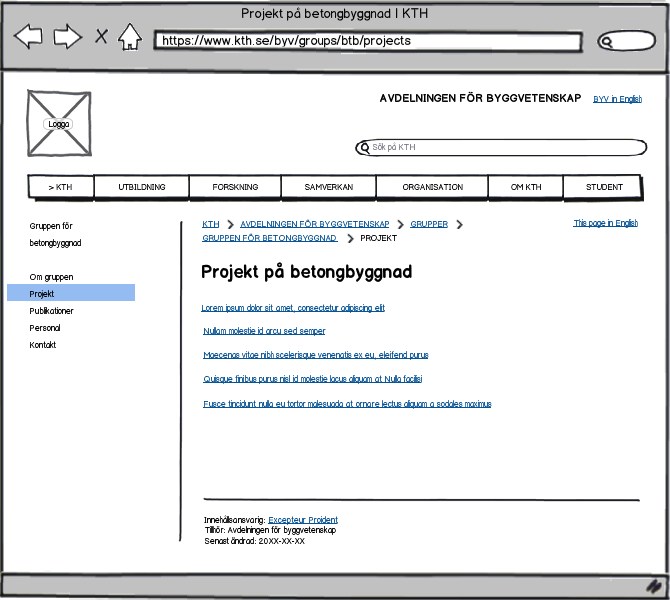 Projekt på betongbyggnad | KTH
https://www.kth.se/byv/groups/btb/projects
AVDELNINGEN FÖR BYGGVETENSKAP
BYV in English
Logga
Sök på KTH
> KTH
UTBILDNING
FORSKNING
SAMVERKAN
ORGANISATION
OM KTH
STUDENT
Gruppen för
betongbyggnad
Om gruppen
Projekt
Publikationer
Personal
Kontakt
KTH > AVDELNINGEN FÖR BYGGVETENSKAP > GRUPPER >
GRUPPEN FÖR BETONGBYGGNAD > PROJEKT
This page in English
Projekt på betongbyggnad
Lorem ipsum dolor sit amet, consectetur adipiscing elit
Nullam molestie id arcu sed semper
Maecenas vitae nibh scelerisque venenatis ex eu, eleifend purus
Quisque finibus purus nisl id molestie lacus aliquam at Nulla facilisi
Fusce tincidunt nulla eu tortor malesuada at ornare lectus aliquam a sodales maximus
Innehållsansvarig: Excepteur Proident
Tillhör: Avdelningen för byggvetenskap
Senast ändrad: 20XX-XX-XX